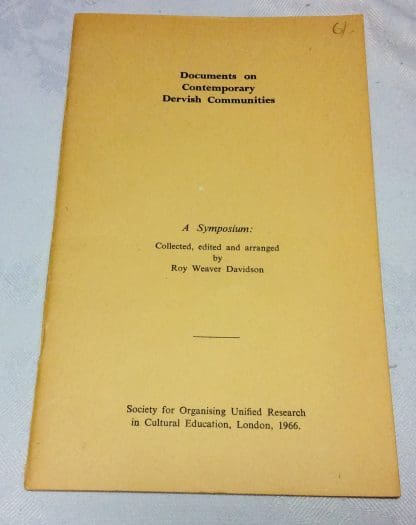 6/-
Documents on
Contemporary
Dervish Communities
A Symposium:
Collected, edited and arranged
by
Roy Weaver Davidson
Society for Organising Unified Research
in Cultural Education, London, 1966.